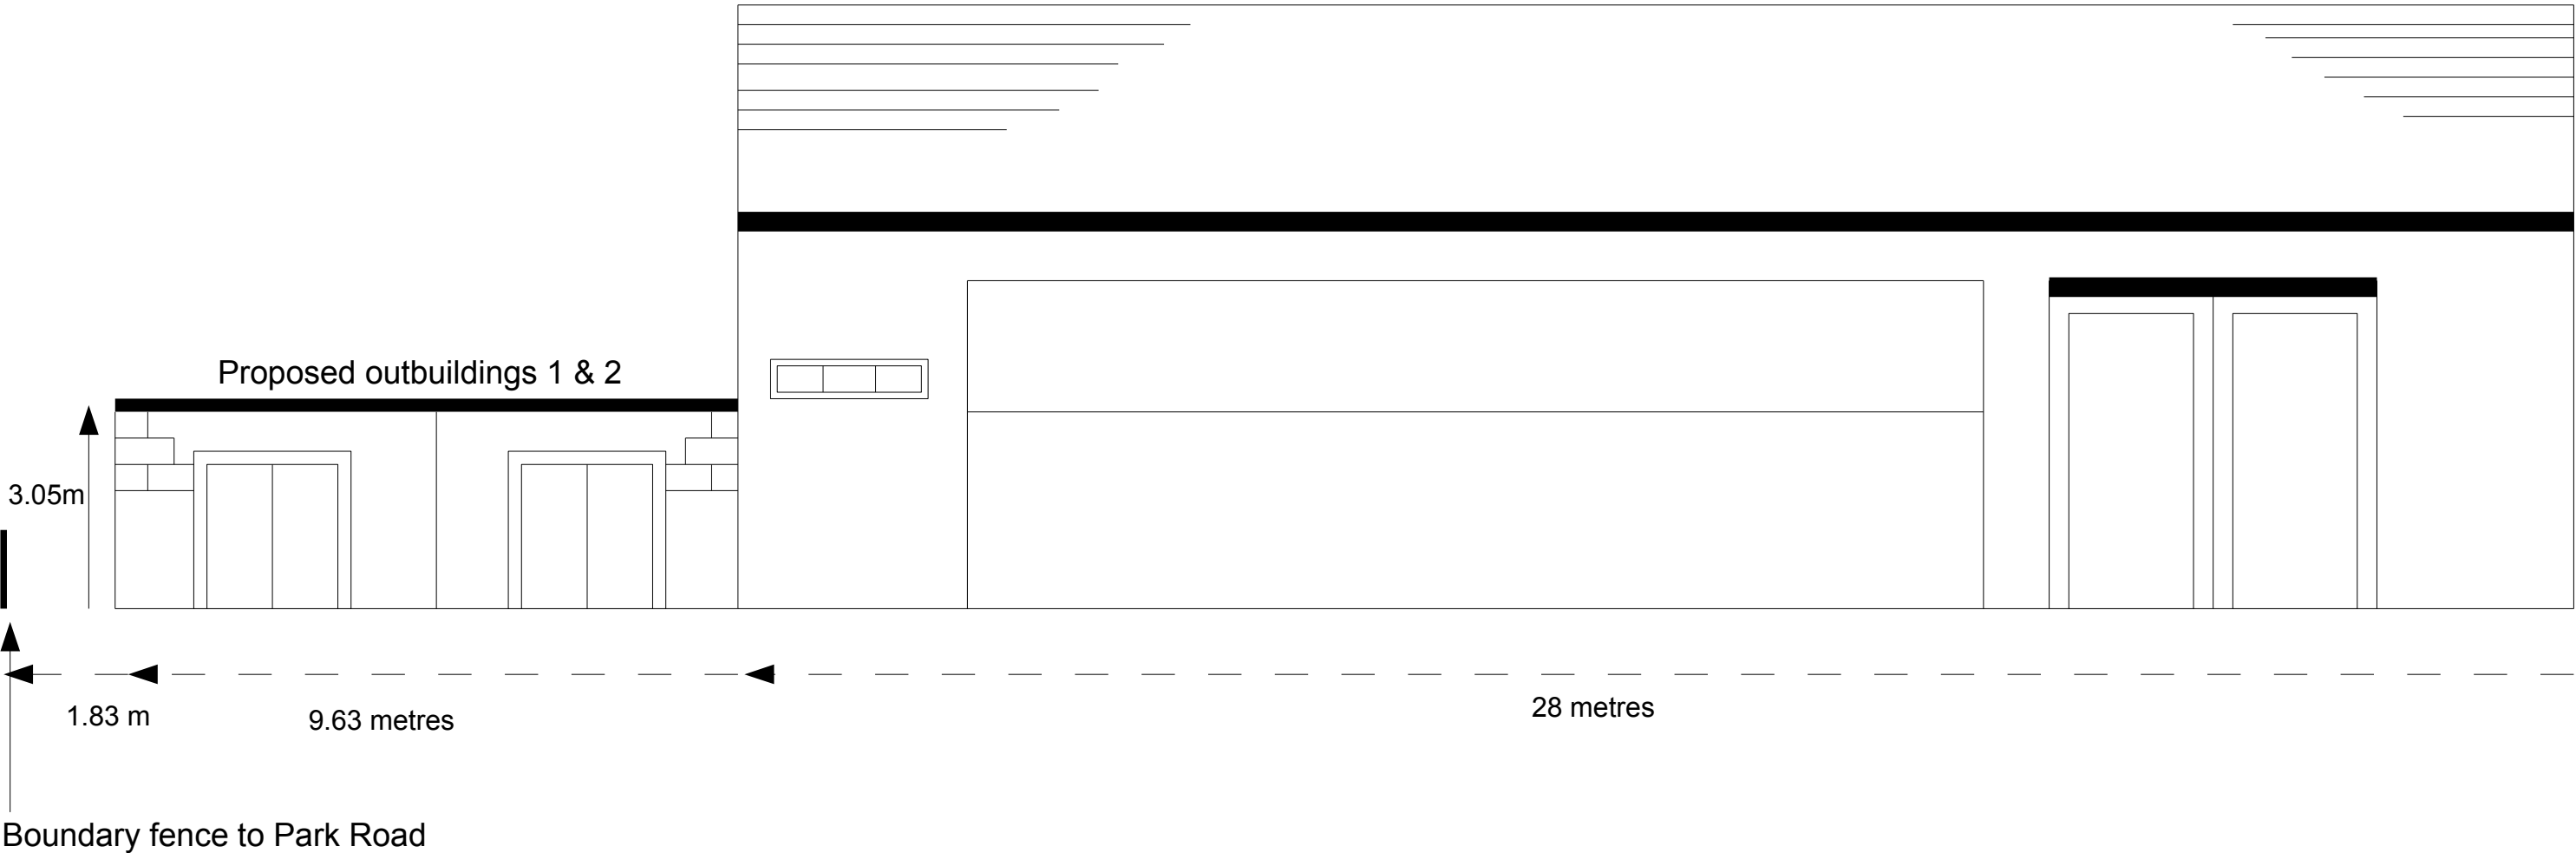 Proposed outbuildings 1 & 2
3.05m
1.83 m
9.63 metres
28 metres
Boundary fence to Park Road